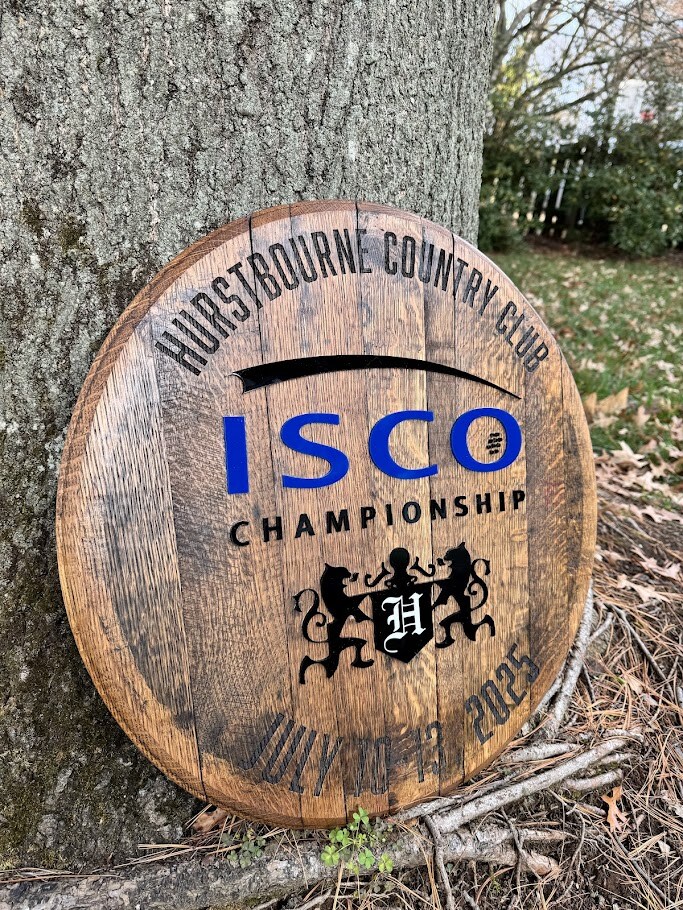 HURSTBOURNE COUNTRY CLUB
ISCO
CHAMPIONSHIP
H
JULY 10-13 2025